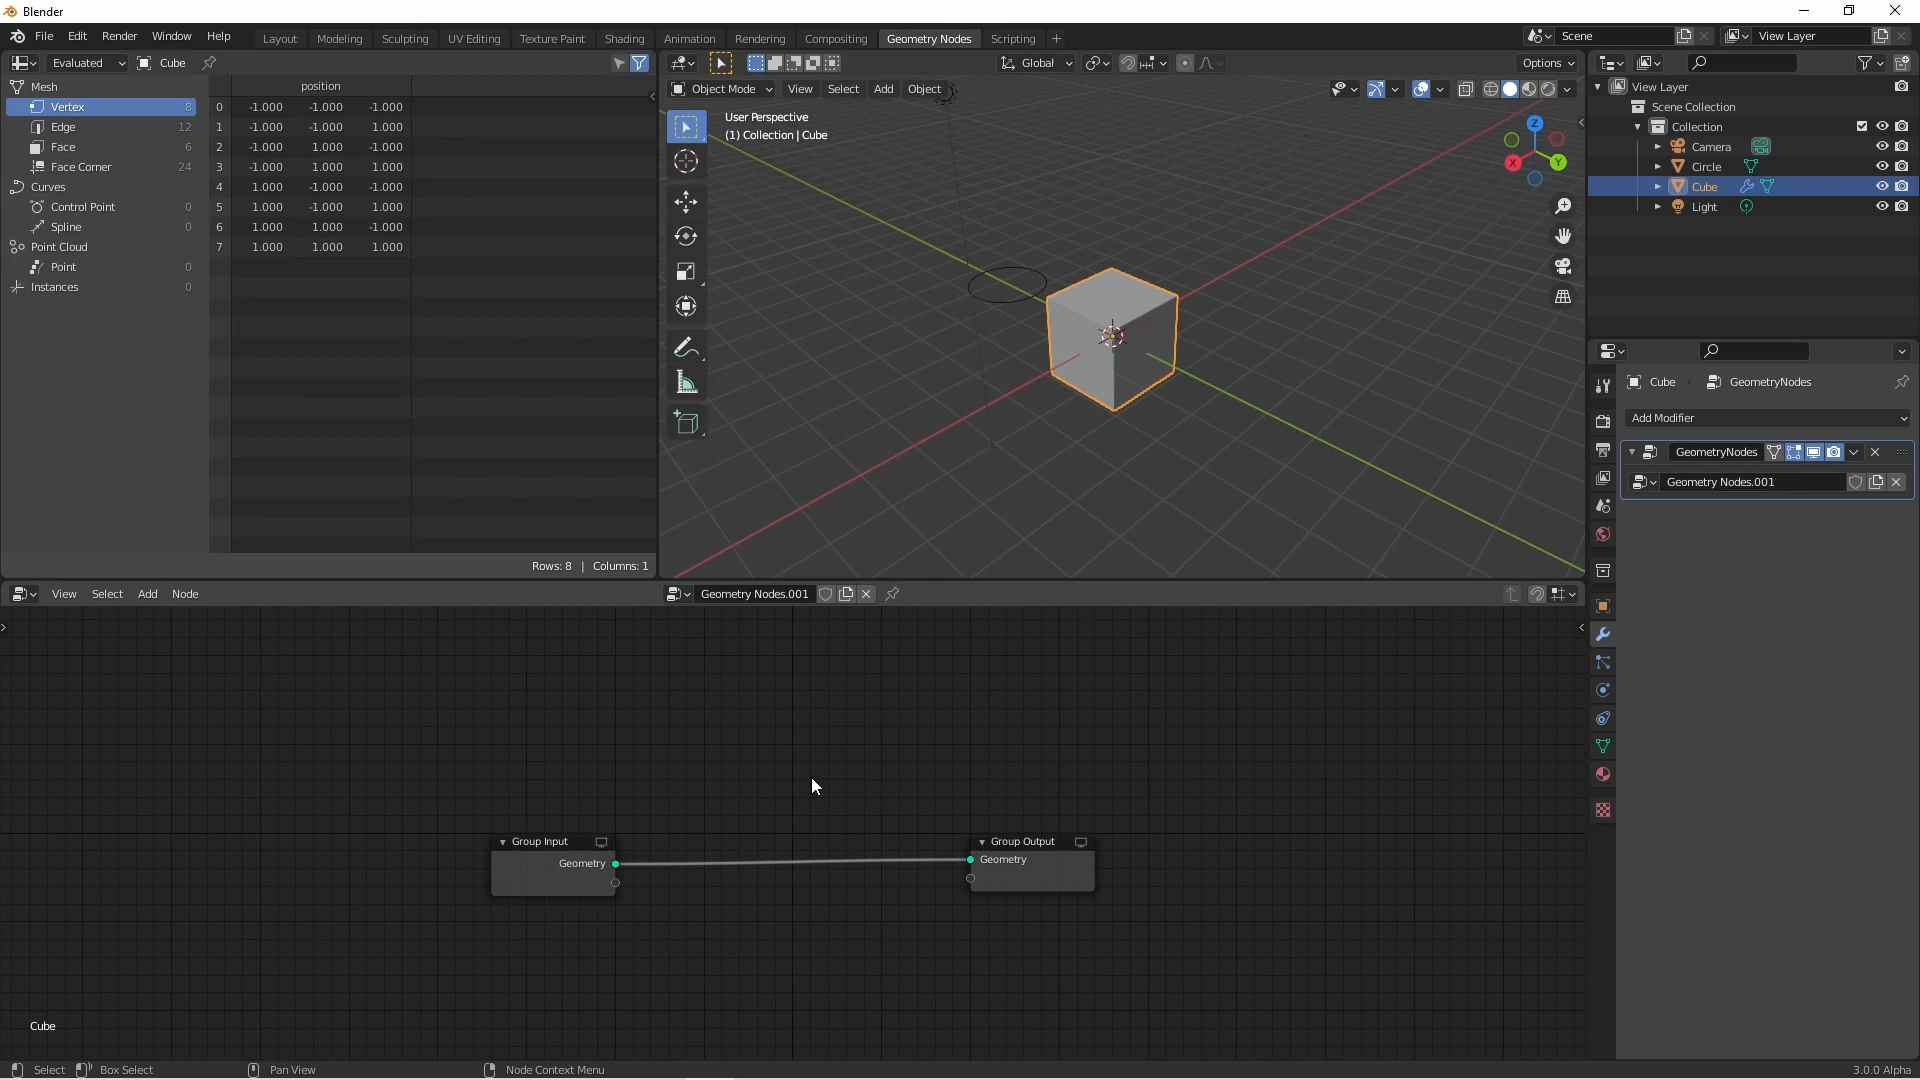 Blender
File Edit Render Window Help Layout Modeling Sculpting UV Editing Texture Paint Shading Animation Rendering Compositing Geometry Nodes Scripting Scene View Layer
Evaluated Cube
position
Mesh
Vertex 8
Edge 12
Face 6
Face Corner 24
Curves
Control Point 0
Spline 0
Point Cloud
Point 0
Instances 0
0 -1.000 -1.000 -1.000
1 -1.000 -1.000 1.000
2 -1.000 1.000 -1.000
3 -1.000 1.000 1.000
4 1.000 -1.000 -1.000
5 1.000 -1.000 1.000
6 1.000 1.000 -1.000
7 1.000 1.000 1.000
Rows: 8 | Columns: 1
Global Options
Object Mode View Select Add Object
User Perspective
(1) Collection | Cube
Z
X Y
View Layer
Scene Collection
Collection
Camera
Circle
Cube
Light
Cube GeometryNodes
Add Modifier
GeometryNodes
Geometry Nodes.001
View Select Add Node Geometry Nodes.001
Group Input
Geometry
Group Output
Geometry
Cube
Select Box Select Pan View Node Context Menu 3.0.0 Alpha